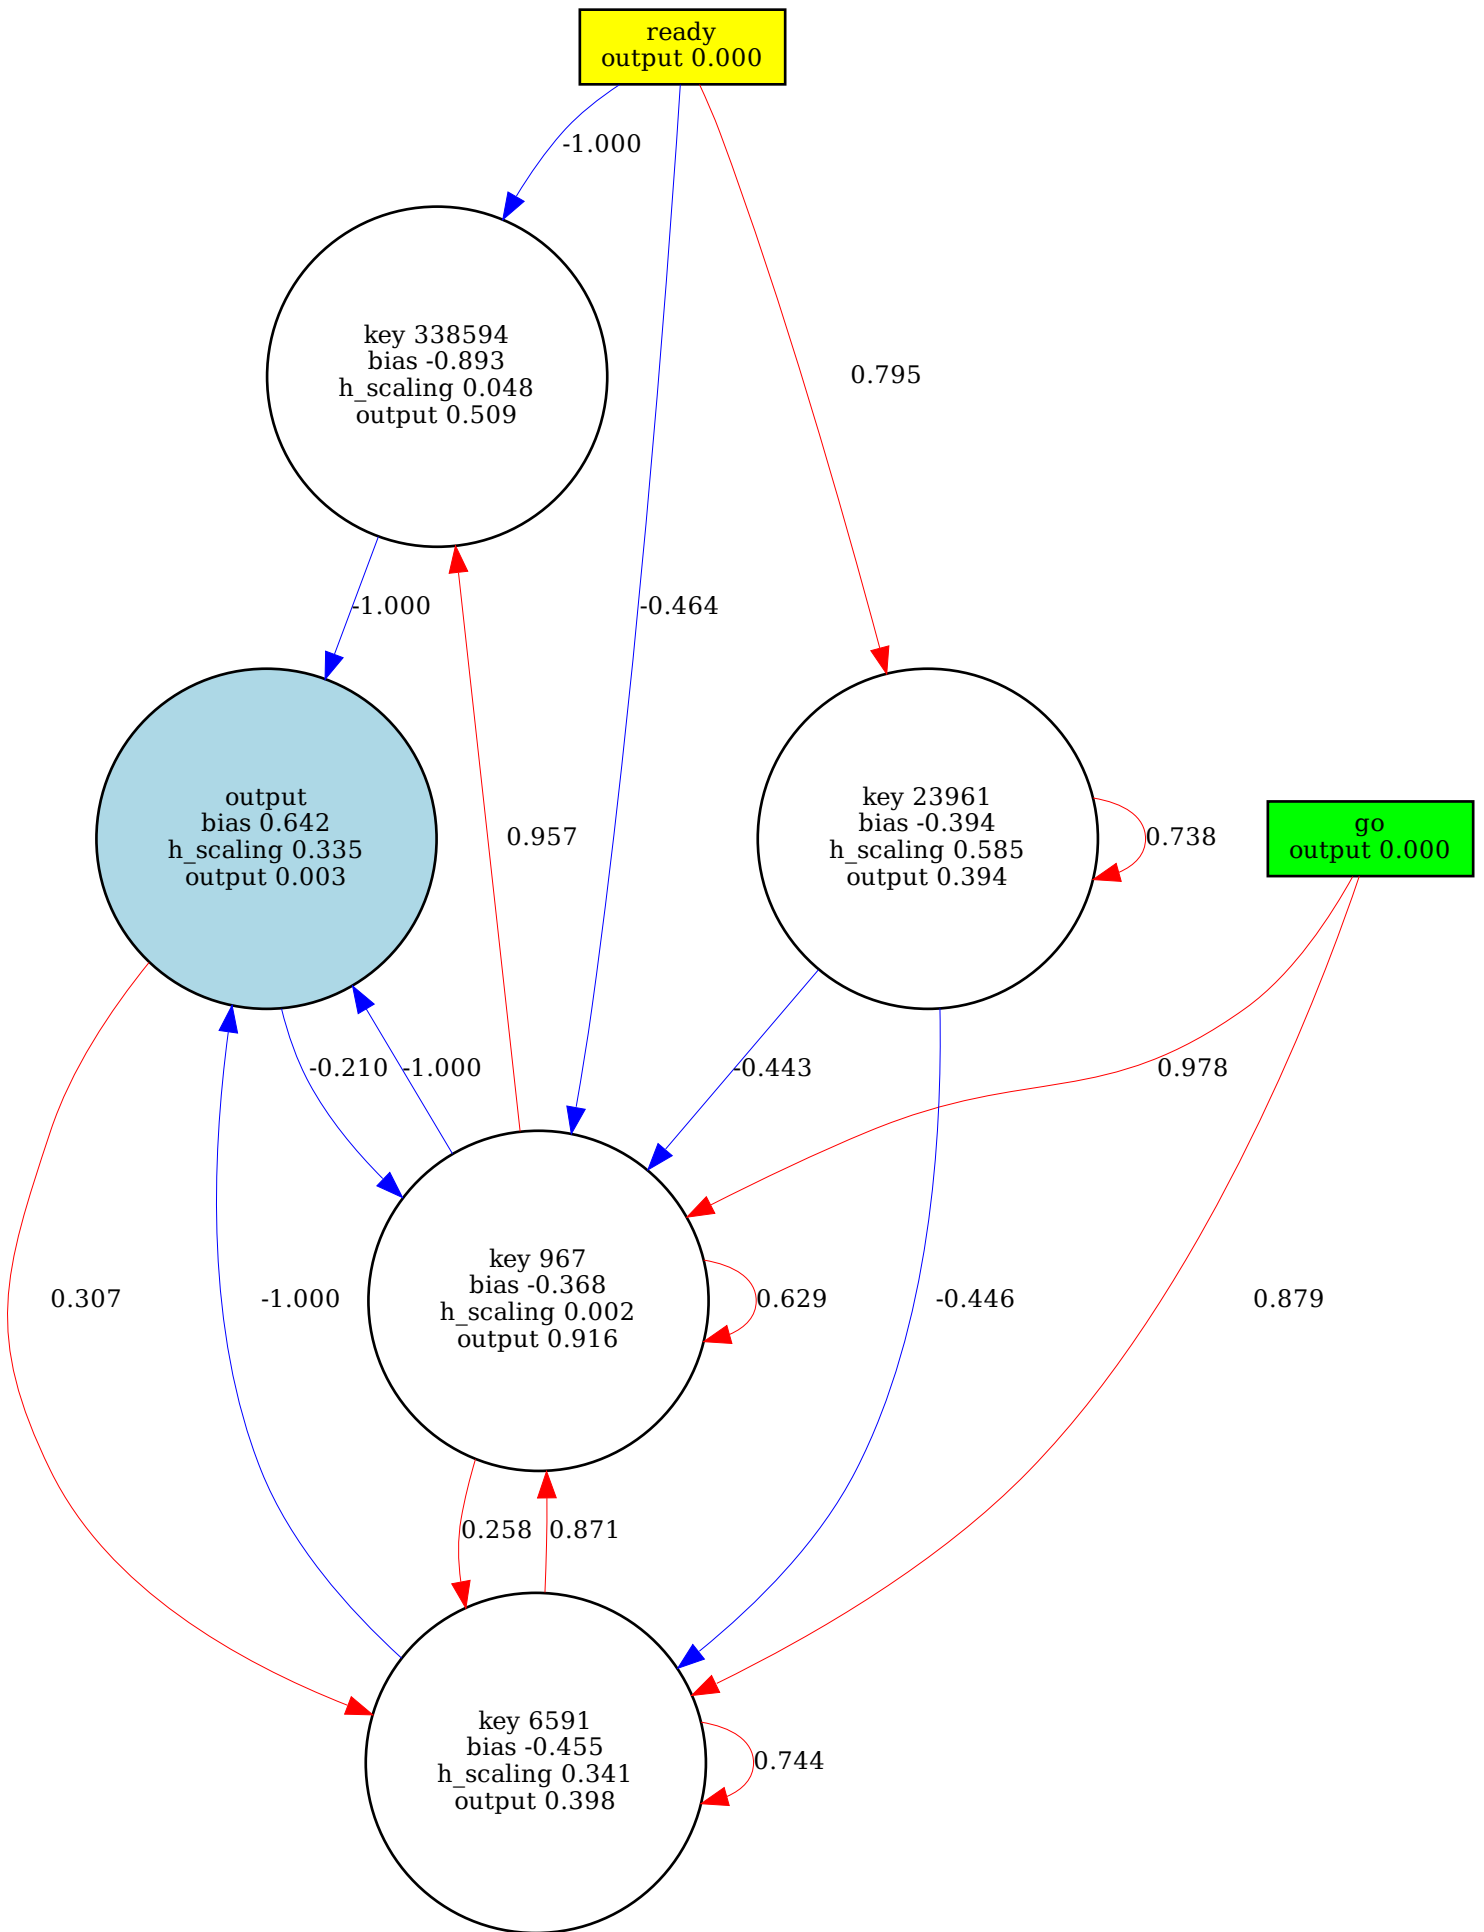 ready
output 0.000
-1.000
key 338594
bias -0.893
h_scaling 0.048
output 0.509
0.795
-1.000
-0.464
output
bias 0.642
h_scaling 0.335
output 0.003
0.957
key 23961
bias -0.394
h_scaling 0.585
output 0.394
0.738
go
output 0.000
-0.210
-1.000
-0.443
0.978
0.307
-1.000
key 967
bias -0.368
h_scaling 0.002
output 0.916
0.629
-0.446
0.879
0.258
0.871
key 6591
bias -0.455
h_scaling 0.341
output 0.398
0.744